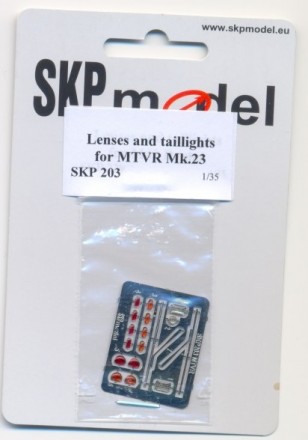 www.skpmodel.eu
SKP model
Lenses and taillights
for MTVR Mk.23
SKP 203 1/35